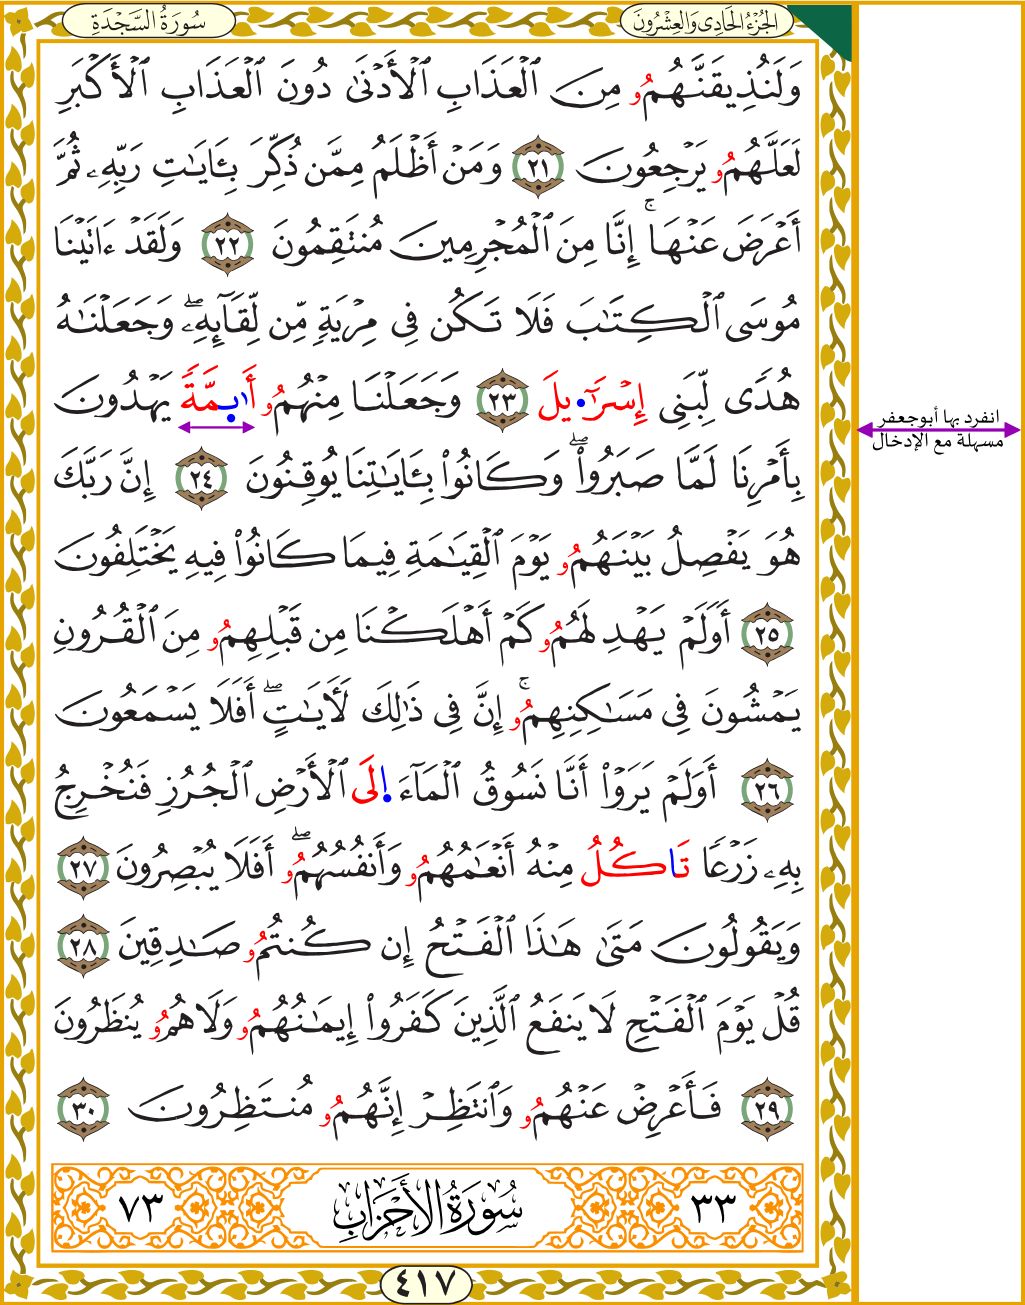 سُورَةُ السَّجْدَةِ
الجُزْءُ الحَادِى وَالعِشْرُونَ
وَلَنُذِيقَنَّهُمُو مِنَ ٱلْعَذَابِ ٱلْأَدْنَىٰ دُونَ ٱلْعَذَابِ ٱلْأَكْبَرِ
لَعَلَّهُمُو يَرْجِعُونَ ٢١ وَمَنْ أَظْلَمُ مِمَّن ذُكِّرَ بِـَٔايَـٰتِ رَبِّهِۦ ثُمَّ
أَعْرَضَ عَنْهَآۚ إِنَّا مِنَ ٱلْمُجْرِمِينَ مُنتَقِمُونَ ٢٢ وَلَقَدْ ءَاتَيْنَا
مُوسَى ٱلْكِتَـٰبَ فَلَا تَكُن فِى مِرْيَةٍ مِّن لِّقَآئِهِۦۖ وَجَعَلْنَـٰهُ
هُدًى لِّبَنِى إِسْرَٰٓ•يلَ ٢٣ وَجَعَلْنَا مِنْهُمُو أَا۟يِمَّةً يَهْدُونَ
بِأَمْرِنَا لَمَّا صَبَرُوا۟ۖ وَكَانُوا۟ بِـَٔايَـٰتِنَا يُوقِنُونَ ٢٤ إِنَّ رَبَّكَ
هُوَ يَفْصِلُ بَيْنَهُمُو يَوْمَ ٱلْقِيَـٰمَةِ فِيمَا كَانُوا۟ فِيهِ يَخْتَلِفُونَ
٢٥ أَوَلَمْ يَهْدِ لَهُمُو كَمْ أَهْلَكْنَا مِن قَبْلِهِمُو مِنَ ٱلْقُرُونِ
يَمْشُونَ فِى مَسَـٰكِنِهِمُوۚ إِنَّ فِى ذَٰلِكَ لَـَٔايَـٰتٍۖ أَفَلَا يَسْمَعُونَ
٢٦ أَوَلَمْ يَرَوْا۟ أَنَّا نَسُوقُ ٱلْمَآءَ اِلَى ٱلْأَرْضِ ٱلْجُرُزِ فَنُخْرِجُ
بِهِۦ زَرْعًا تَاكُلُ مِنْهُ أَنْعَـٰمُهُمُو وَأَنفُسُهُمُوۖ أَفَلَا يُبْصِرُونَ ٢٧
وَيَقُولُونَ مَتَىٰ هَـٰذَا ٱلْفَتْحُ إِن كُنتُمُو صَـٰدِقِينَ ٢٨
قُلْ يَوْمَ ٱلْفَتْحِ لَا يَنفَعُ ٱلَّذِينَ كَفَرُوا۟ إِيمَـٰنُهُمُو وَلَا هُمُو يُنظَرُونَ
٢٩ فَأَعْرِضْ عَنْهُمُو وَٱنتَظِرْ إِنَّهُمُو مُنتَظِرُونَ ٣٠
٣٣ سُورَةُ الأَحْزَابِ ٧٣
٤١٧
انفرد بها أبوجعفر
مسهلة مع الإدخال